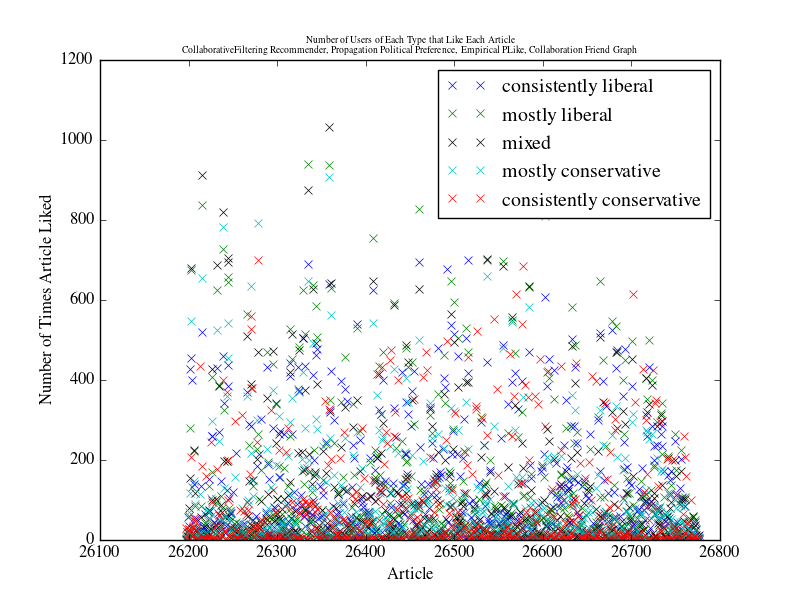 Number of Users of Each Type that Like Each Article
CollaborativeFiltering Recommender, Propagation Political Preference, Empirical PLike, Collaboration Friend Graph
1200
1000
800
600
400
200
0
Number of Times Article Liked
consistently liberal
mostly liberal
mixed
mostly conservative
consistently conservative
26100 26200 26300 26400 26500 26600 26700 26800
Article